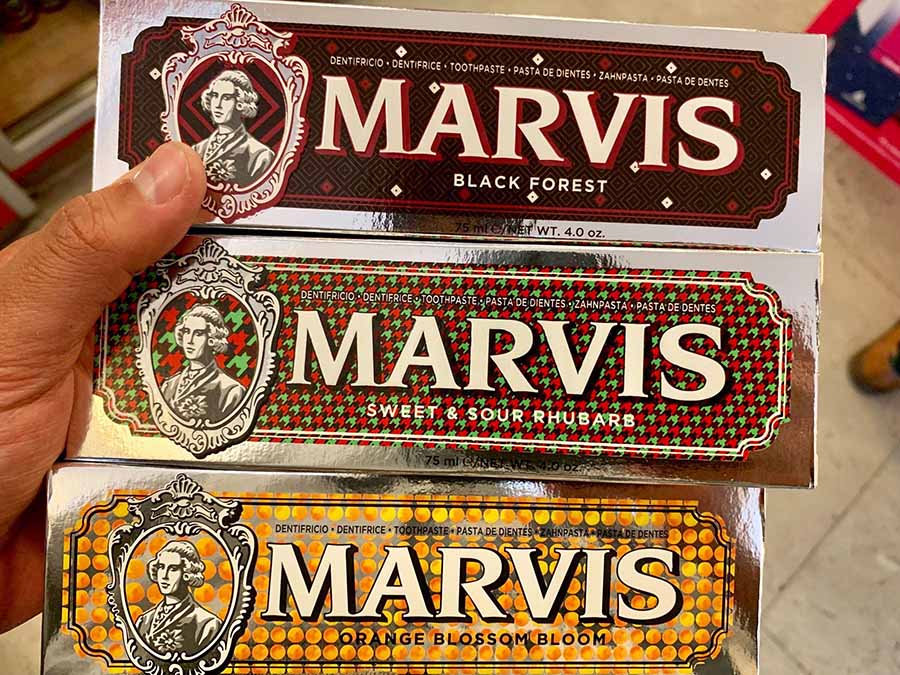 DENTIFRICIO • DENTIFRICE • TOOTHPASTE • PASTA DE DIENTES • ZAHNPASTA • PASTA DE DENTES
MARVIS
BLACK FOREST
75 ml ℮/NET WT. 4.0 oz.
DENTIFRICIO • DENTIFRICE • TOOTHPASTE • PASTA DE DIENTES • ZAHNPASTA • PASTA DE DENTES
MARVIS
SWEET & SOUR RHUBARB
75 ml ℮/NET WT. 4.0 oz.
DENTIFRICIO • DENTIFRICE • TOOTHPASTE • PASTA DE DIENTES • ZAHNPASTA • PASTA DE DENTES
MARVIS
ORANGE BLOSSOM BLOOM